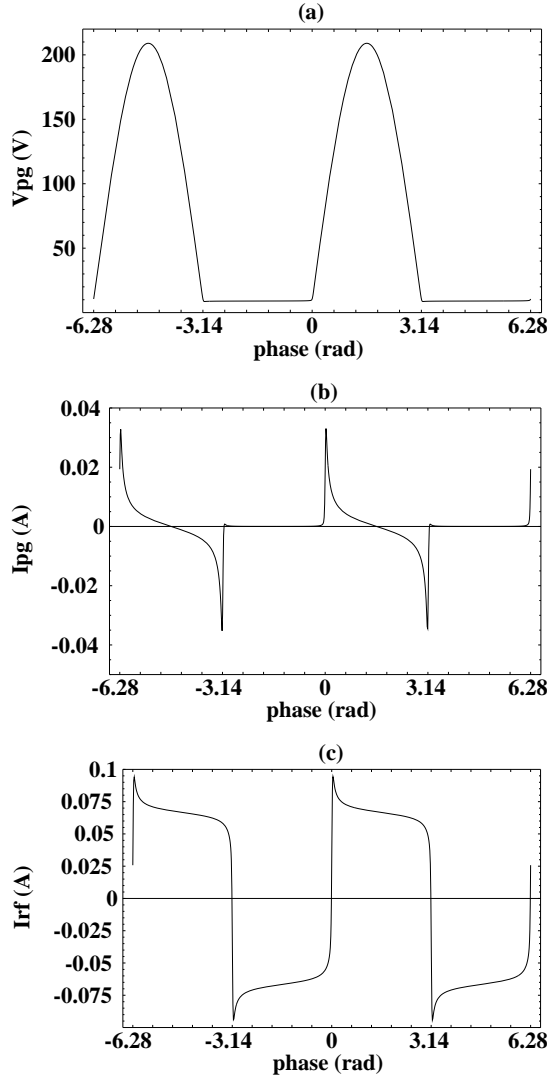 (a)
200
150
100
50
Vpg (V)
-6.28 -3.14 0 3.14 6.28
phase (rad)
(b)
0.04
0.02
0
-0.02
-0.04
Ipg (A)
-6.28 -3.14 0 3.14 6.28
phase (rad)
(c)
0.1
0.075
0.05
0.025
0
-0.025
-0.05
-0.075
Irf (A)
-6.28 -3.14 0 3.14 6.28
phase (rad)